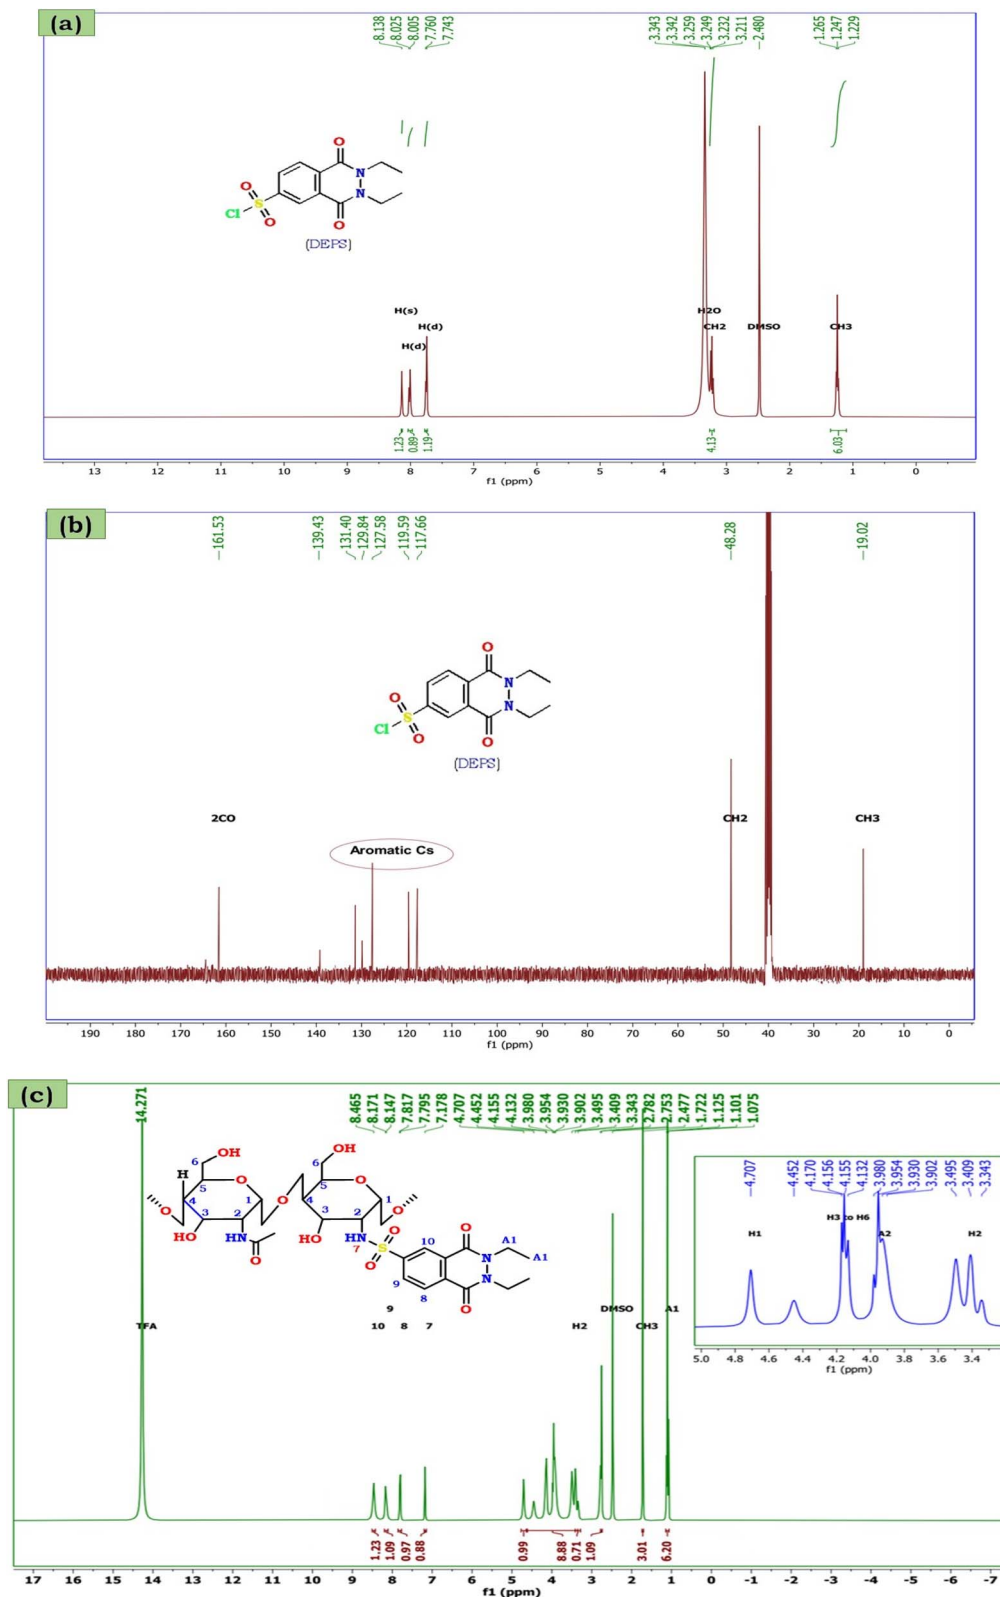 (a)
8.138
8.025
8.005
7.760
7.743
3.343
3.342
3.259
3.249
3.232
3.211
2.480
1.265
1.247
1.229
O
N
N
O
O
S
O
Cl
(DEPS)
H(s)
H(d)
H(d)
H2O
CH2
DMSO
CH3
1.23
0.89
1.19
4.13
6.03
13 12 11 10 9 8 7 6 5 4 3 2 1 0
f1 (ppm)
(b)
161.53
139.43
131.40
129.84
127.58
119.59
117.66
48.28
19.02
O
N
N
O
O
S
O
Cl
(DEPS)
2CO
Aromatic Cs
CH2
CH3
190 180 170 160 150 140 130 120 110 100 90 80 70 60 50 40 30 20 10 0
f1 (ppm)
(c)
14.271
8.465
8.171
8.147
7.817
7.795
7.178
4.707
4.452
4.155
4.132
3.980
3.954
3.930
3.902
3.495
3.409
3.343
2.782
2.753
2.477
1.722
1.125
1.101
1.075
OH
6
H
5
O
4
1
3
2
HO
HN
O
O
O
OH
6
5
O
4
1
3
2
HO
HN
7
O
S
O
O
10
9
8
O
N
N
O
A1
A1
TFA
9
10 8 7
H2
DMSO
CH3
A1
4.707
4.452
4.170
4.156
4.155
4.132
3.980
3.954
3.930
3.902
3.495
3.409
3.343
H1
H3 to H6
A2
H2
5.0 4.8 4.6 4.4 4.2 4.0 3.8 3.6 3.4
f1 (ppm)
1.23
1.09
0.97
0.88
0.99
8.88
0.71
1.09
3.01
6.20
17 16 15 14 13 12 11 10 9 8 7 6 5 4 3 2 1 0 -1 -2 -3 -4 -5 -6 -7
f1 (ppm)